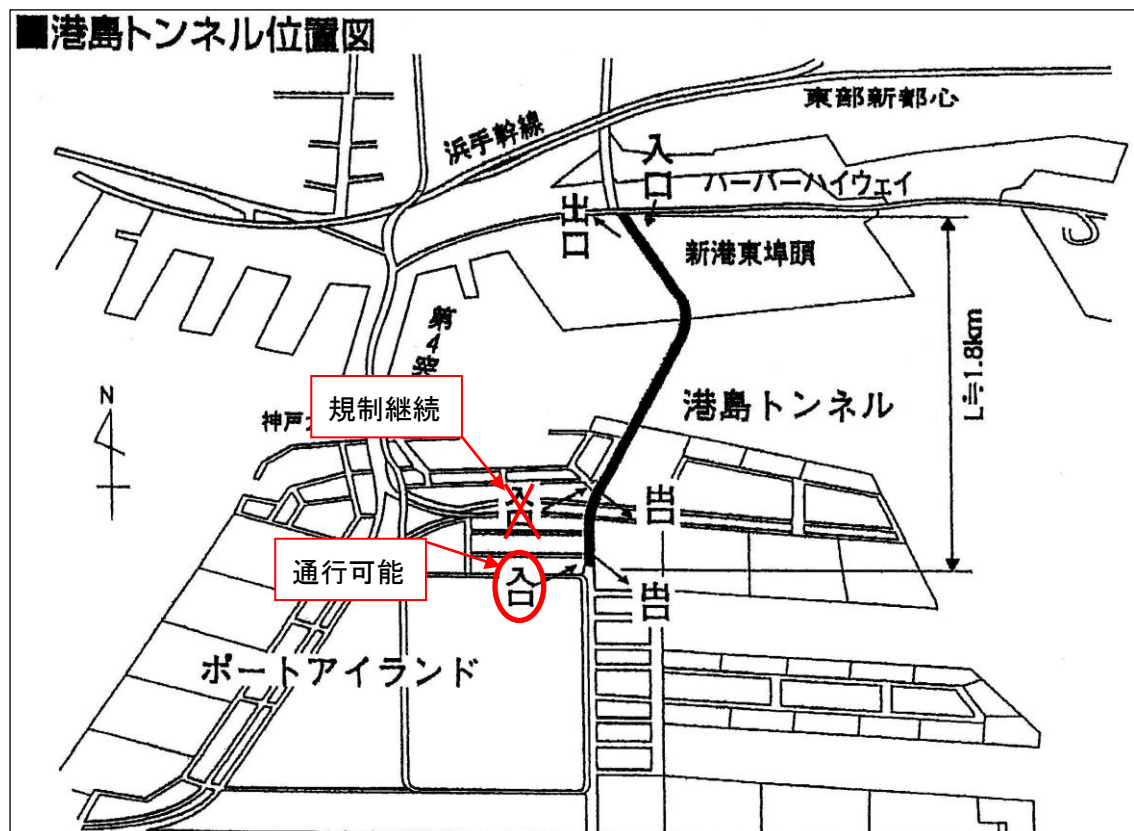 ■港島トンネル位置図
東部新都心
浜手幹線
入口
ハーバーハイウェイ
出口
新港東埠頭
第4突
L≒1.8km
N
規制継続
港島トンネル
神戸
入口
出口
通行可能
入口
出口
ポートアイランド